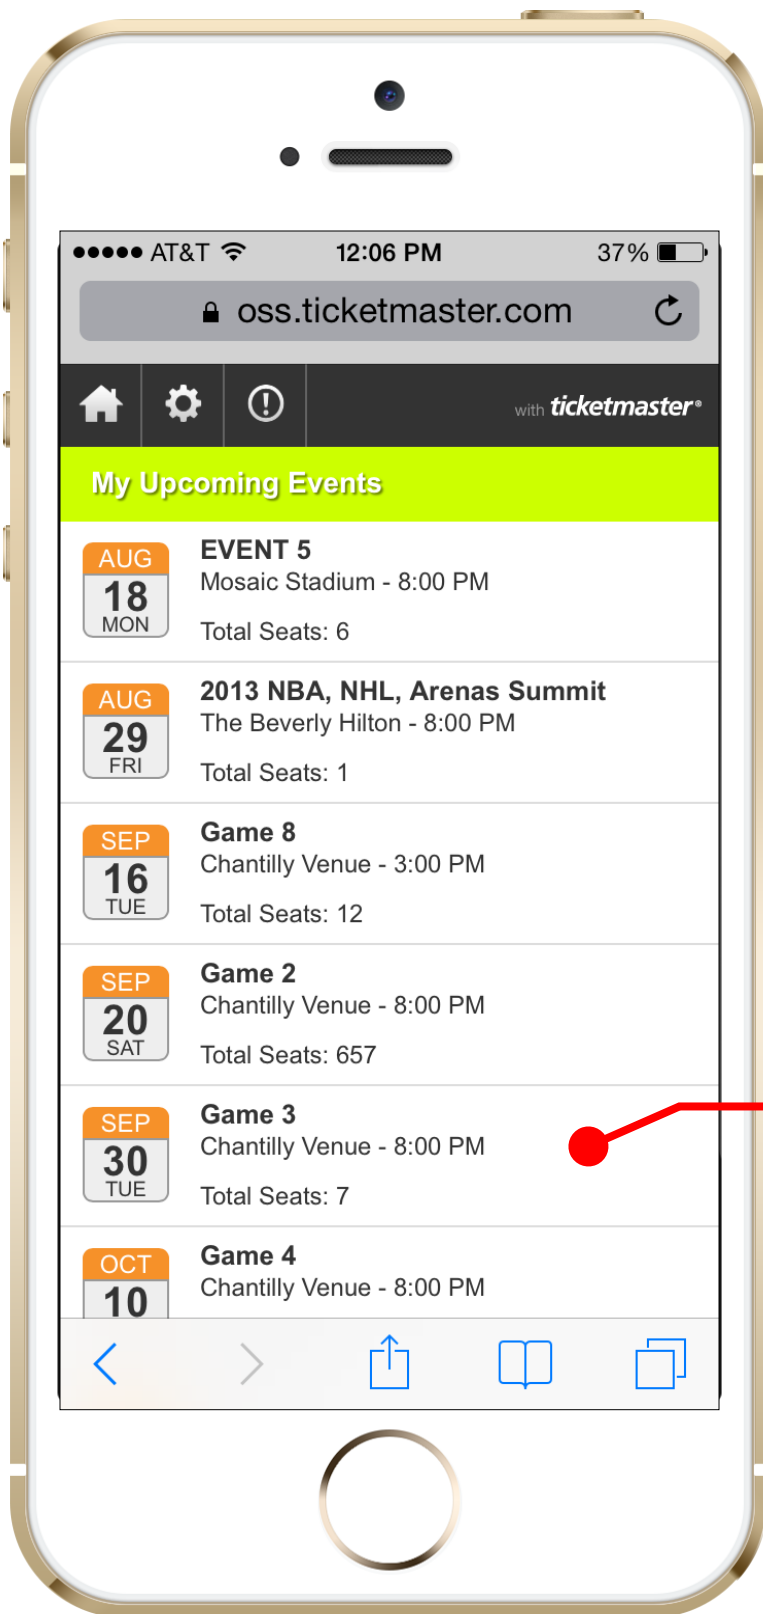 AT&T 12:06 PM 37%
oss.ticketmaster.com
with ticketmaster®
My Upcoming Events
AUG
18
MON
EVENT 5
Mosaic Stadium - 8:00 PM
Total Seats: 6
AUG
29
FRI
2013 NBA, NHL, Arenas Summit
The Beverly Hilton - 8:00 PM
Total Seats: 1
SEP
16
TUE
Game 8
Chantilly Venue - 3:00 PM
Total Seats: 12
SEP
20
SAT
Game 2
Chantilly Venue - 8:00 PM
Total Seats: 657
SEP
30
TUE
Game 3
Chantilly Venue - 8:00 PM
Total Seats: 7
OCT
10
Game 4
Chantilly Venue - 8:00 PM